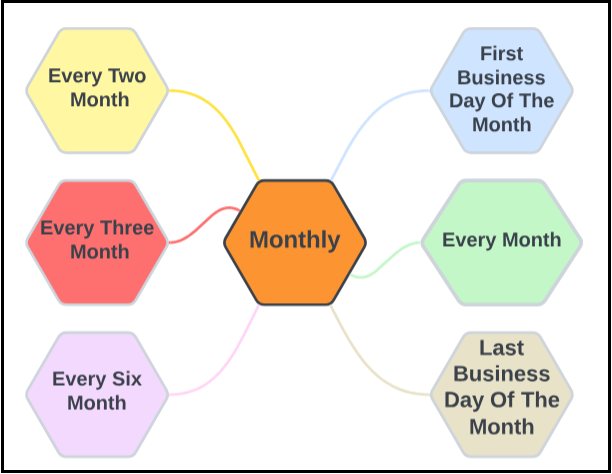 Every Two
Month
First
Business
Day Of The
Month
Every Three
Month
Monthly
Every Month
Every Six
Month
Last
Business
Day Of The
Month